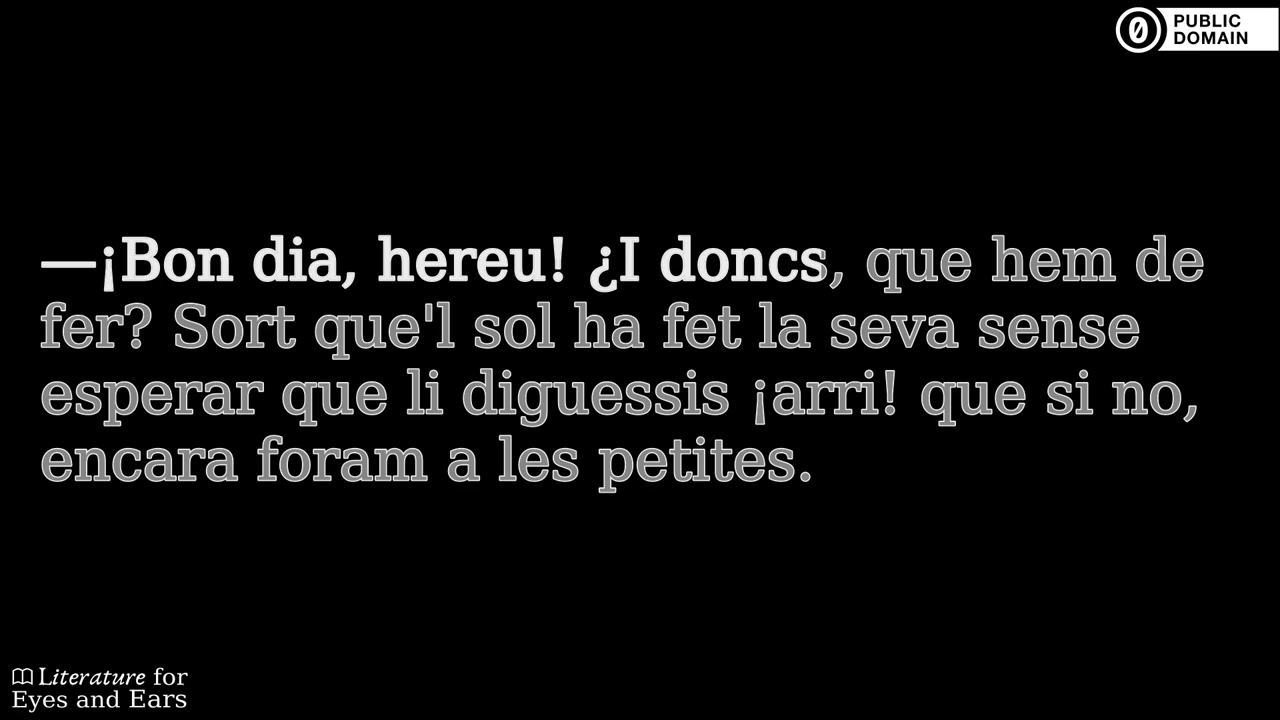 PUBLIC
DOMAIN
—¡Bon dia, hereu! ¿I doncs, que hem de
fer? Sort que'l sol ha fet la seva sense
esperar que li diguessis ¡arri! que si no,
encara foram a les petites.
Literature for
Eyes and Ears